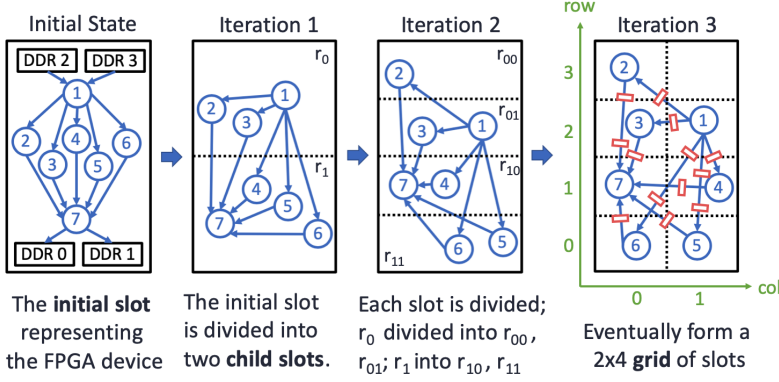 Initial State
DDR 2 DDR 3
1
2 4 6
3 5
7
DDR 0 DDR 1
The initial slot
representing
the FPGA device
Iteration 1
r0
1
2
3
r1
4
5
7
6
The initial slot
is divided into
two child slots.
Iteration 2
r00
2
r01
3 1
r10
7 4
6 5
r11
Each slot is divided;
r0 divided into r00,
r01; r1 into r10, r11
row
Iteration 3
3 2
2 3 1
1 7 4
0 6 5
0 1 col
Eventually form a
2x4 grid of slots